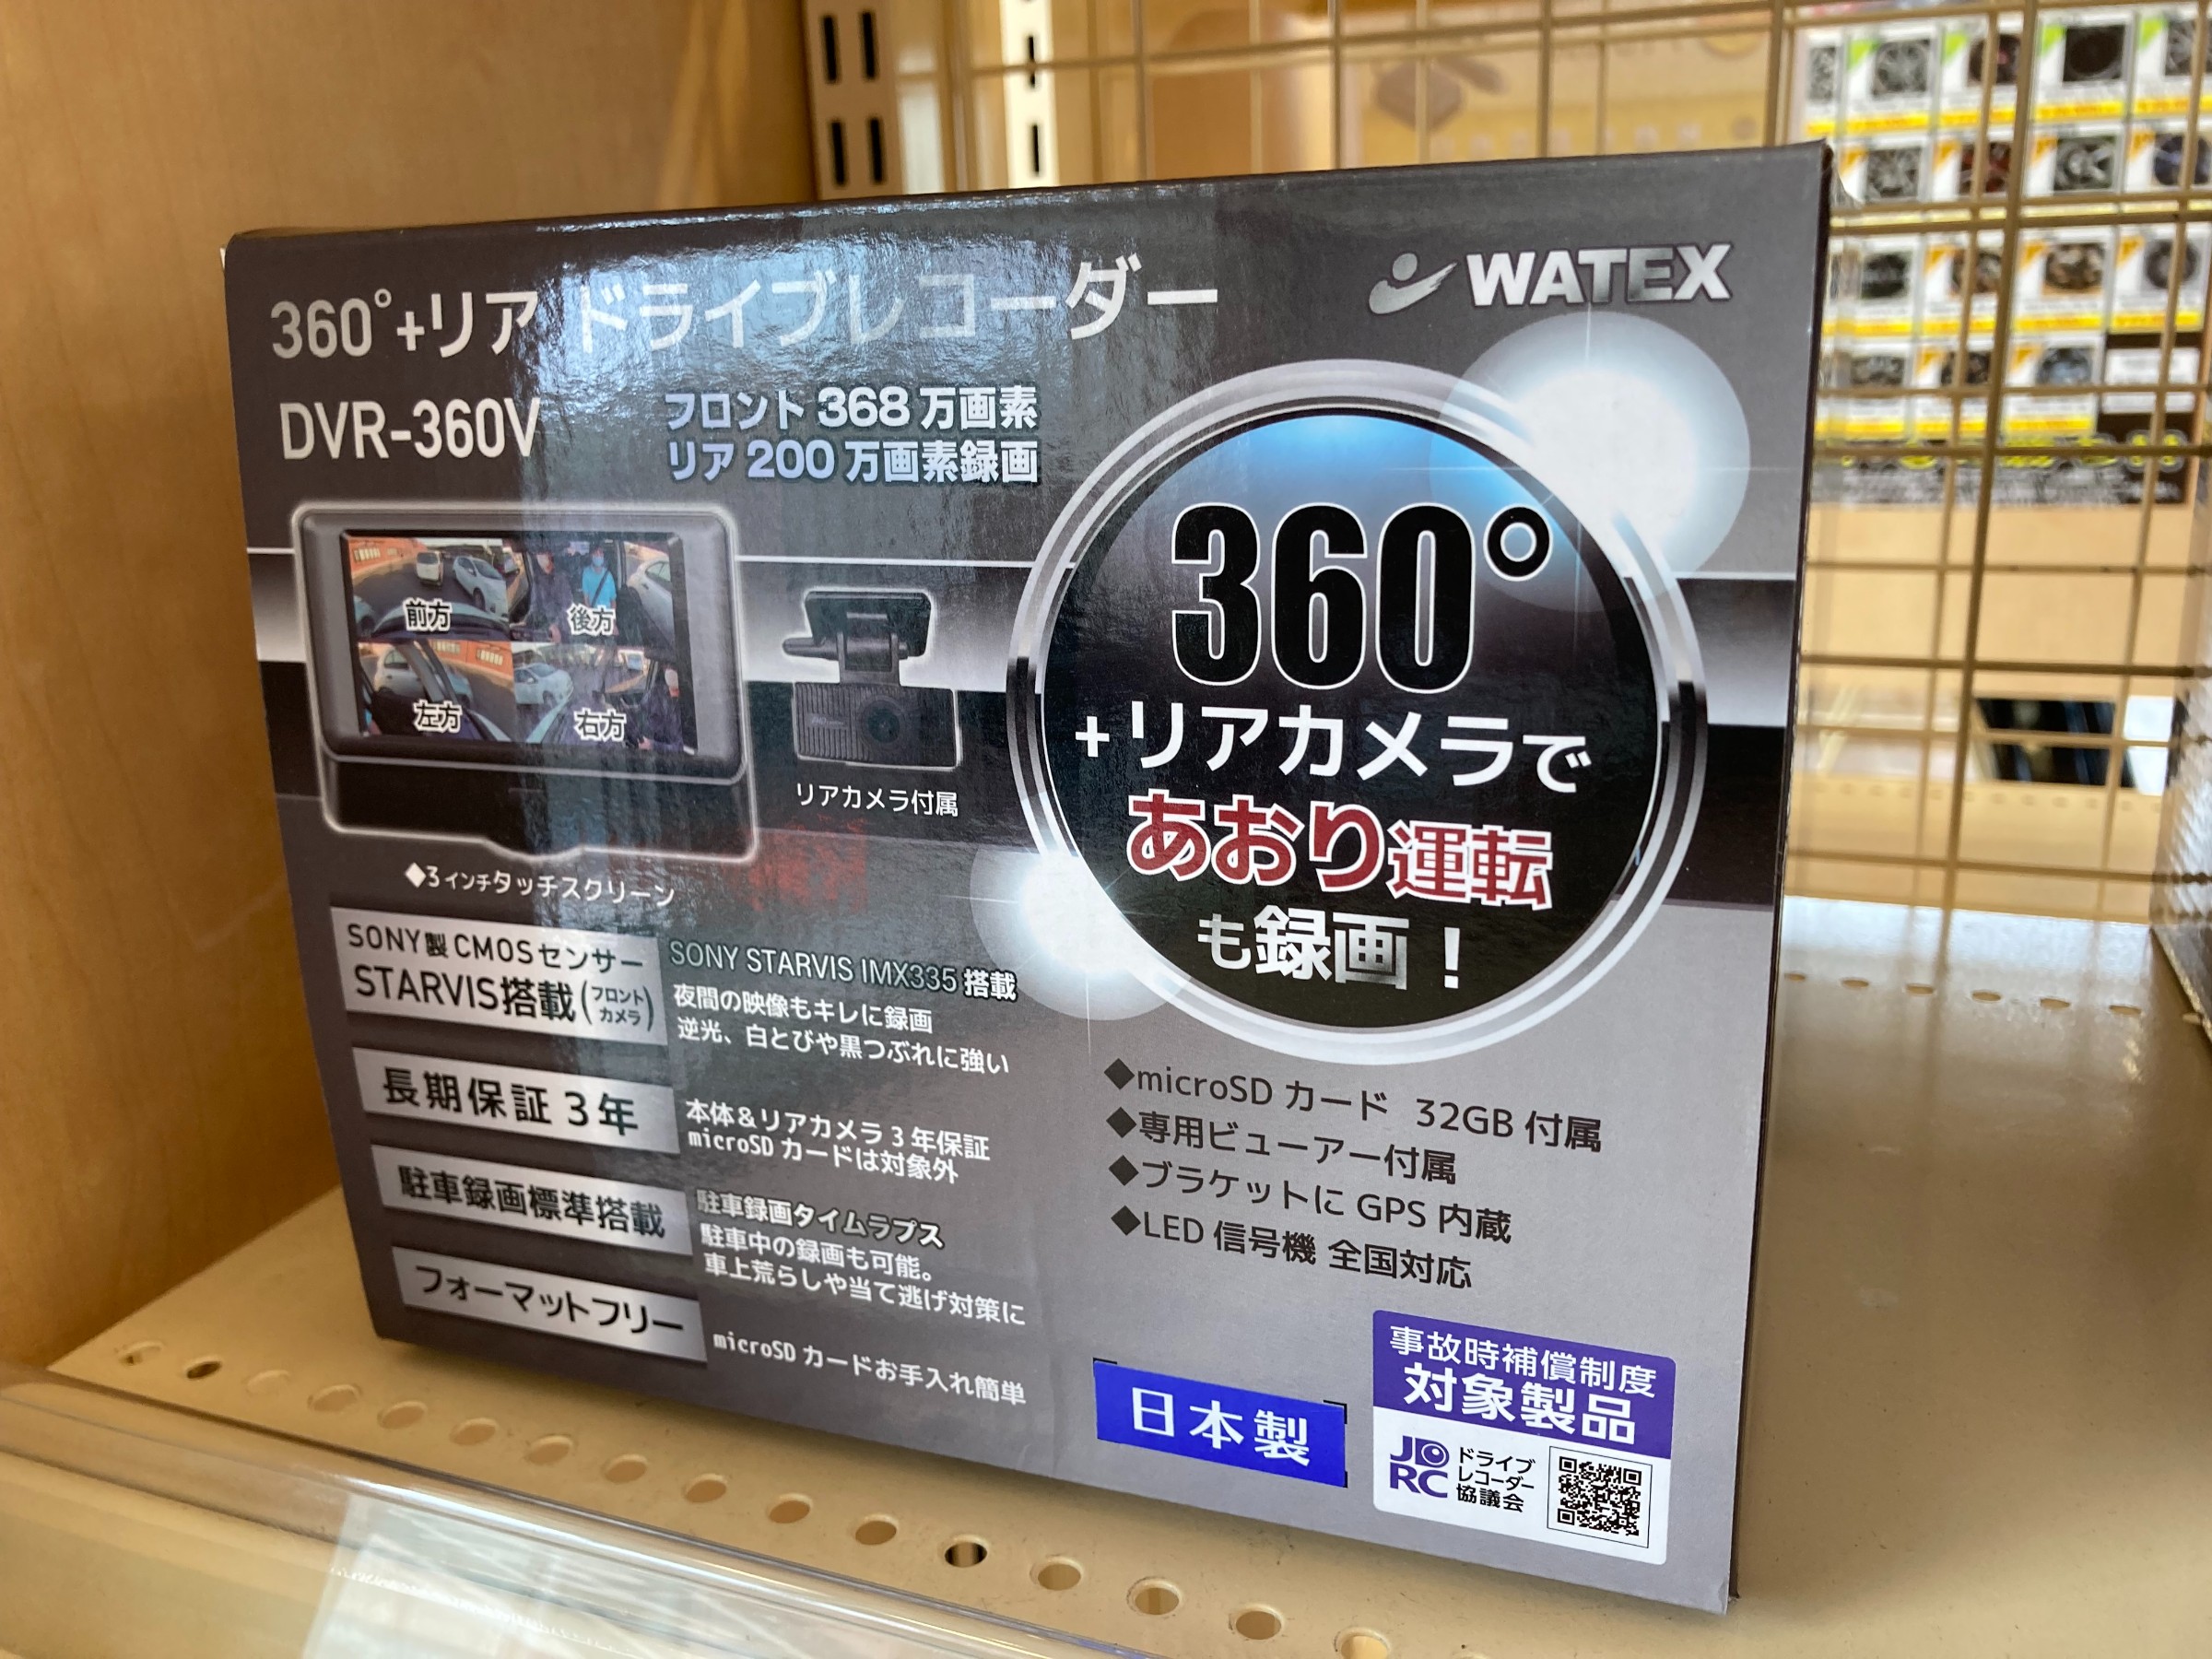 360°+リア ドライブレコーダー
WATEX
DVR-360V
フロント 368 万画素
リア 200 万画素録画
前方
後方
左方
右方
リアカメラ付属
◆3インチタッチスクリーン
360°
+リアカメラで
あおり運転
も録画！
SONY製 CMOSセンサー
STARVIS搭載(フロントカメラ)
SONY STARVIS IMX335 搭載
夜間の映像もキレに録画
逆光、白とびや黒つぶれに強い
長期保証 3年
本体＆リアカメラ 3 年保証
microSD カードは対象外
駐車録画標準搭載
駐車録画タイムラプス
駐車中の録画も可能。
車上荒らしや当て逃げ対策に
フォーマットフリー
microSD カードお手入れ簡単
◆microSD カード 32GB 付属
◆専用ビューアー付属
◆ブラケットに GPS 内蔵
◆LED 信号機 全国対応
日本製
事故時補償制度
対象製品
JDRC
ドライブ
レコーダー
協議会